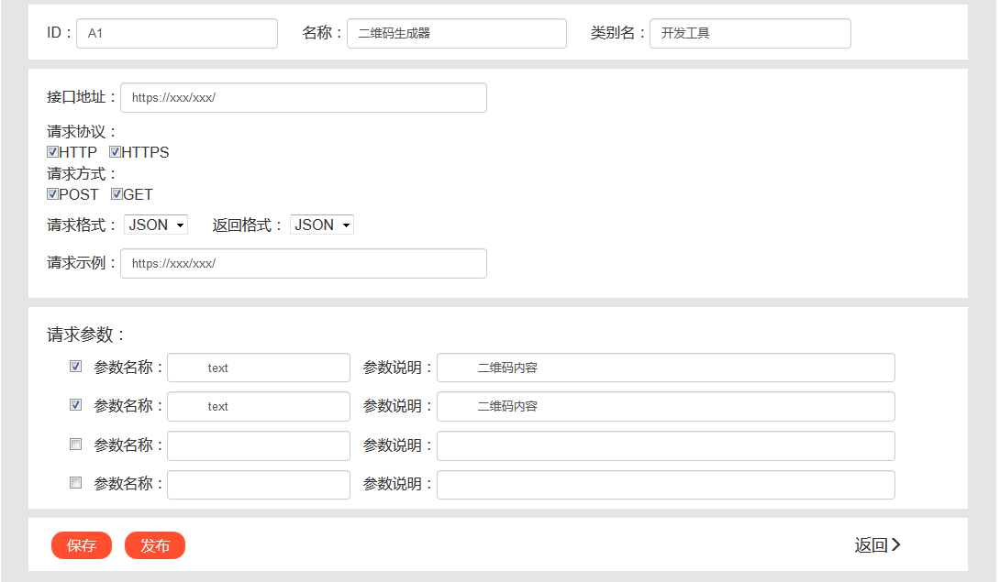 ID： A1 名称： 二维码生成器 类别名： 开发工具
接口地址： https://xxx/xxx/
请求协议：
HTTP HTTPS
请求方式：
POST GET
请求格式： JSON 返回格式： JSON
请求示例： https://xxx/xxx/
请求参数：
参数名称： text 参数说明： 二维码内容
参数名称： text 参数说明： 二维码内容
参数名称： 参数说明：
参数名称： 参数说明：
保存 发布 返回